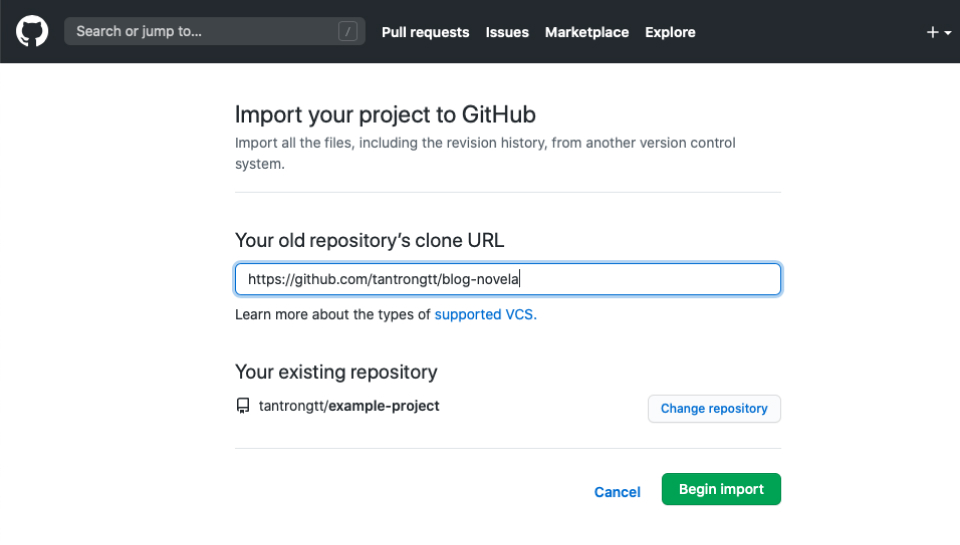 Search or jump to... /
Pull requests Issues Marketplace Explore
Import your project to GitHub
Import all the files, including the revision history, from another version control
system.
Your old repository's clone URL
https://github.com/tantrongtt/blog-novela
Learn more about the types of supported VCS.
Your existing repository
tantrongtt/example-project
Change repository
Cancel Begin import